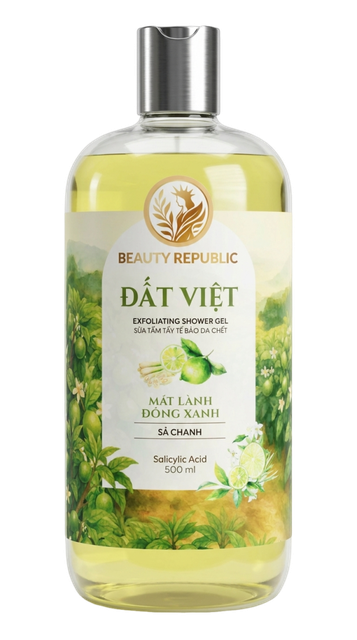 BEAUTY REPUBLIC
ĐẤT VIỆT
EXFOLIATING SHOWER GEL
SỮA TẮM TẨY TẾ BÀO DA CHẾT
MÁT LÀNH
ĐỒNG XANH
SẢ CHANH
Salicylic Acid
500 ml